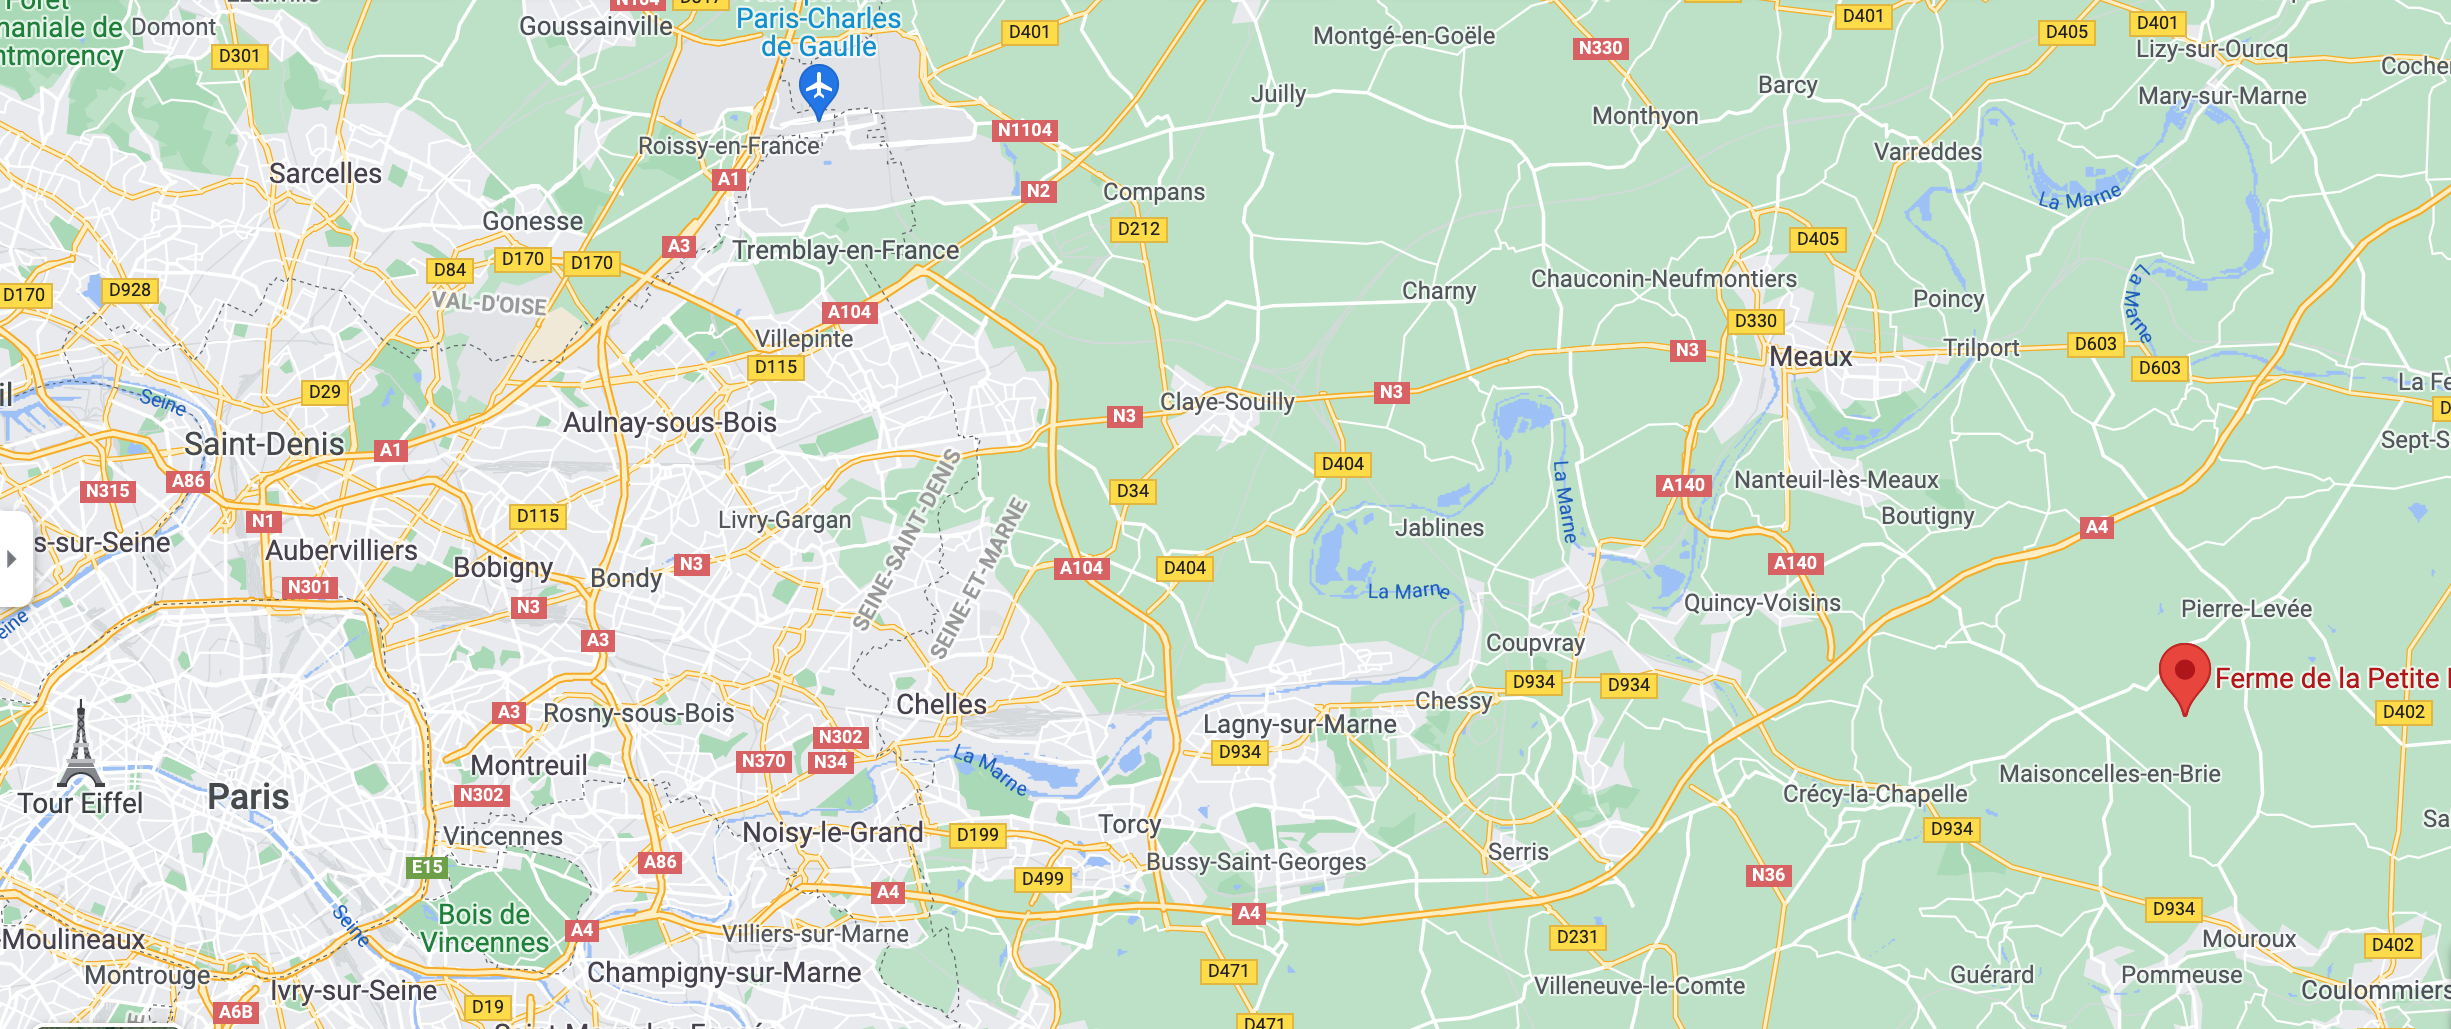 Forêt
maniale de
ntmorency
Domont
D301
Goussainville
N104
D317
Paris-Charles
de Gaulle
D401
Montgé-en-Goële
N330
D401
D405
D401
Lizy-sur-Ourcq
Juilly
Barcy
Mary-sur-Marne
Monthyon
Roissy-en-France
N1104
Varreddes
Sarcelles
A1
N2
Compans
La Marne
Gonesse
A3
Tremblay-en-France
D212
D405
D84
D170
D170
Chauconin-Neufmontiers
D170
D928
VAL-D'OISE
A104
Charny
Poincy
La Marne
Villepinte
D330
D115
N3
Meaux
Trilport
D603
D603
Seine
D29
N3
Claye-Souilly
N3
La Fe
Aulnay-sous-Bois
Saint-Denis
A1
D404
Sept-S
N315
A86
D34
A140
Nanteuil-lès-Meaux
N1
D115
Livry-Gargan
SEINE-SAINT-DENIS
SEINE-ET-MARNE
Jablines
La Marne
Boutigny
A4
s-sur-Seine
Aubervilliers
Bobigny
Bondy
N3
A104
D404
A140
N301
N3
La Marne
Quincy-Voisins
Pierre-Levée
eine
A3
Coupvray
Ferme de la Petite
D934
D934
A3
Rosny-sous-Bois
Chelles
Chessy
D402
N302
Lagny-sur-Marne
Montreuil
N370
N34
La Marne
D934
Maisoncelles-en-Brie
Tour Eiffel
Paris
N302
Crécy-la-Chapelle
Vincennes
Noisy-le-Grand
D199
Torcy
D934
Serris
E15
A86
Bussy-Saint-Georges
N36
D499
A4
A4
Bois de
Vincennes
Seine
A4
Villiers-sur-Marne
D231
D934
Mouroux
D402
-Moulineaux
Montrouge
Champigny-sur-Marne
D471
Guérard
Pommeuse
Ivry-sur-Seine
Villeneuve-le-Comte
Coulommiers
A6B
D19
D471